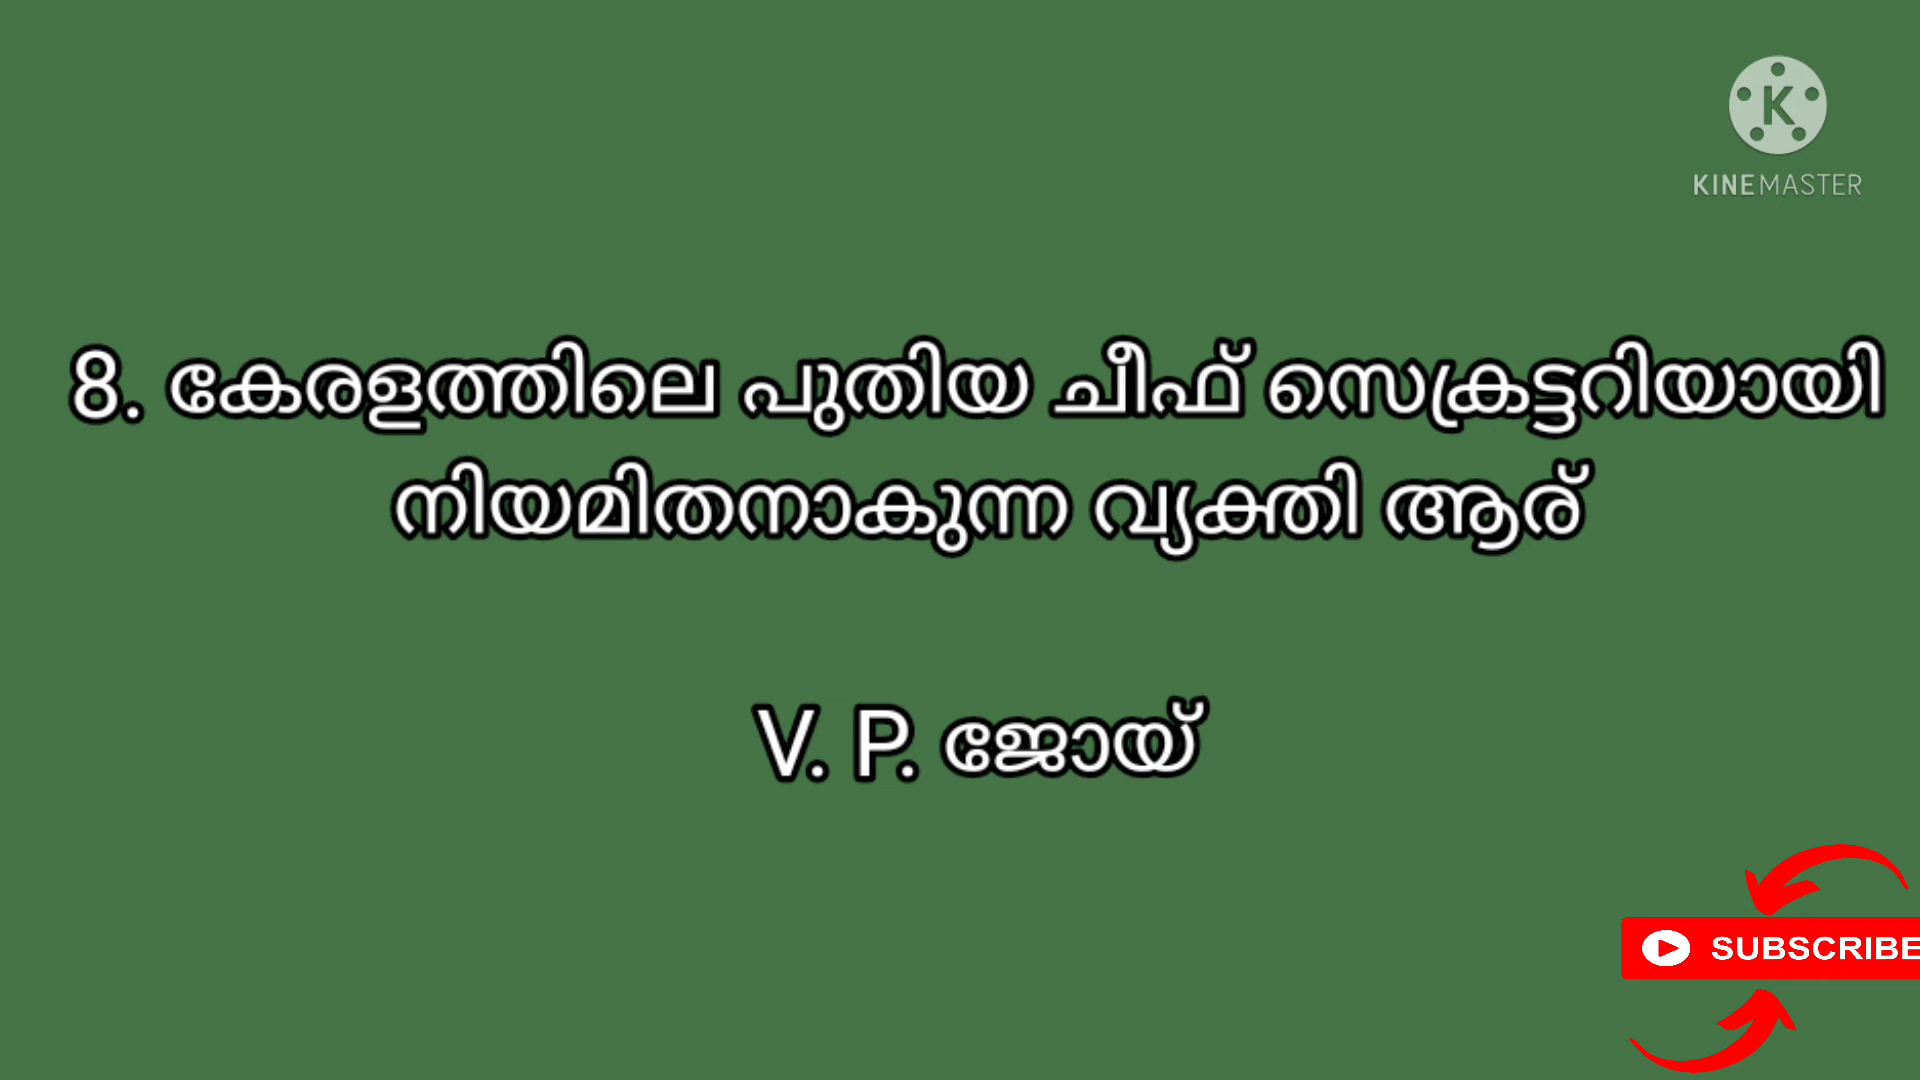 K
KINEMASTER
8. കേരളത്തിലെ പുതിയ ചീഫ് സെക്രട്ടറിയായി
നിയമിതനാകുന്ന വ്യക്തി ആര്
V. P. ജോയ്
SUBSCRIBE